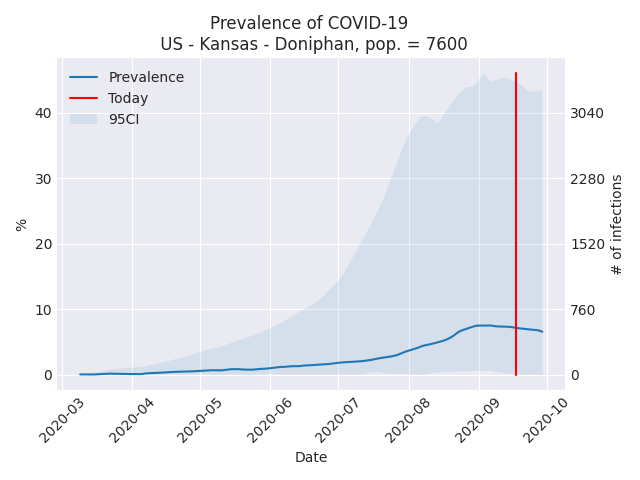 Prevalence of COVID-19
US - Kansas - Doniphan, pop. = 7600
Prevalence
Today
95CI
%
40
30
20
10
0
3040
2280
1520
760
0
# of infections
2020-03
2020-04
2020-05
2020-06
2020-07
2020-08
2020-09
2020-10
Date